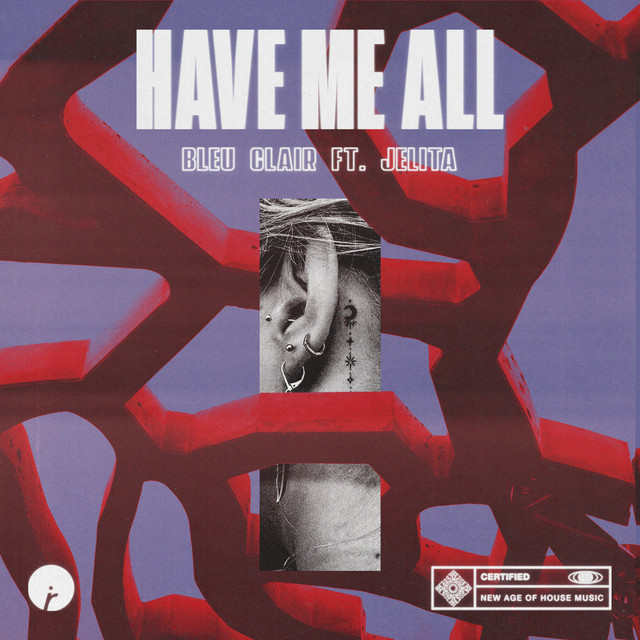 HAVE ME ALL
BLEU CLAIR FT. JELITA
CERTIFIED
NEW AGE OF HOUSE MUSIC